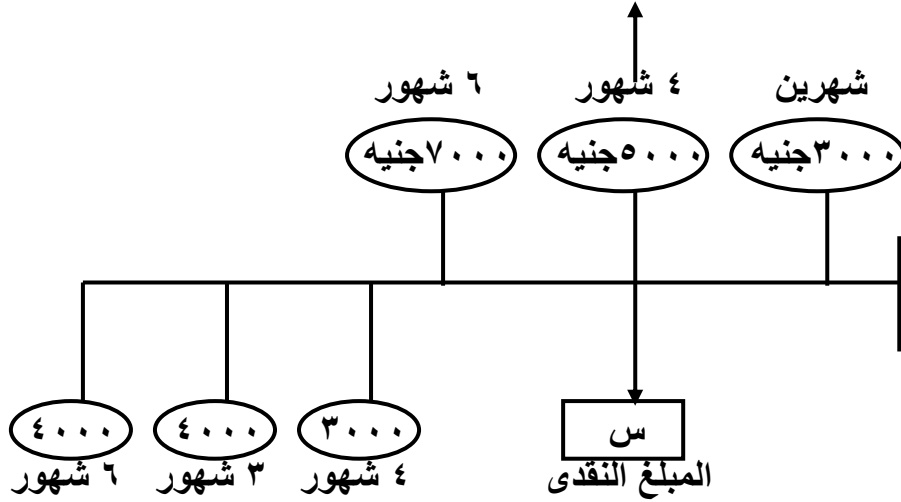 شهرين ٤ شهور ٦ شهور
٣٠٠٠جنيه ٥٠٠٠جنيه ٧٠٠٠جنيه
س ٣٠٠٠ ٤٠٠٠ ٤٠٠٠
المبلغ النقدى ٤ شهور ٣ شهور ٦ شهور